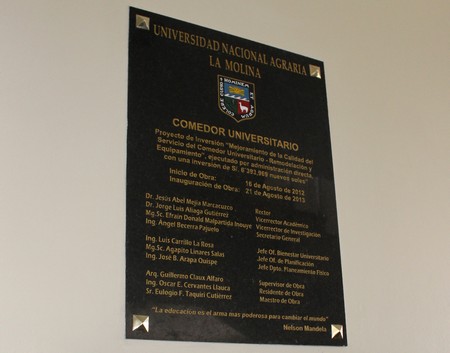 UNIVERSIDAD NACIONAL AGRARIA
LA MOLINA
COMEDOR UNIVERSITARIO
Proyecto de Inversión "Mejoramiento de la Calidad del
Servicio del Comedor Universitario - Remodelación y
Equipamiento", ejecutado por administración directa,
con una inversión de S/. 6'393,909 nuevos soles"
Inicio de Obra: 16 de Agosto de 2012
Inauguración de Obra: 21 de Agosto de 2013
Dr. Jesús Abel Mejía Marcacuzco Rector
Dr. Jorge Luis Aliaga Gutiérrez Vicerrector Académico
Mg.Sc. Efraín Donald Malpartida Inouye Vicerrector de Investigación
Ing. Ángel Becerra Pajuelo Secretario General
Ing. Luis Carrillo La Rosa Jefe Of. Bienestar Universitario
Mg.Sc. Agapito Linares Salas Jefe Of. de Planificación
Ing. José B. Arapa Quispe Jefe Dpto. Planeamiento Físico
Arq. Guillermo Claux Alfaro Supervisor de Obra
Ing. Oscar E. Cervantes Llauca Residente de Obra
Sr. Eulogio F. Taquiri Gutiérrez Maestro de Obra
"La educación es el arma más poderosa para cambiar el mundo"
Nelson Mandela